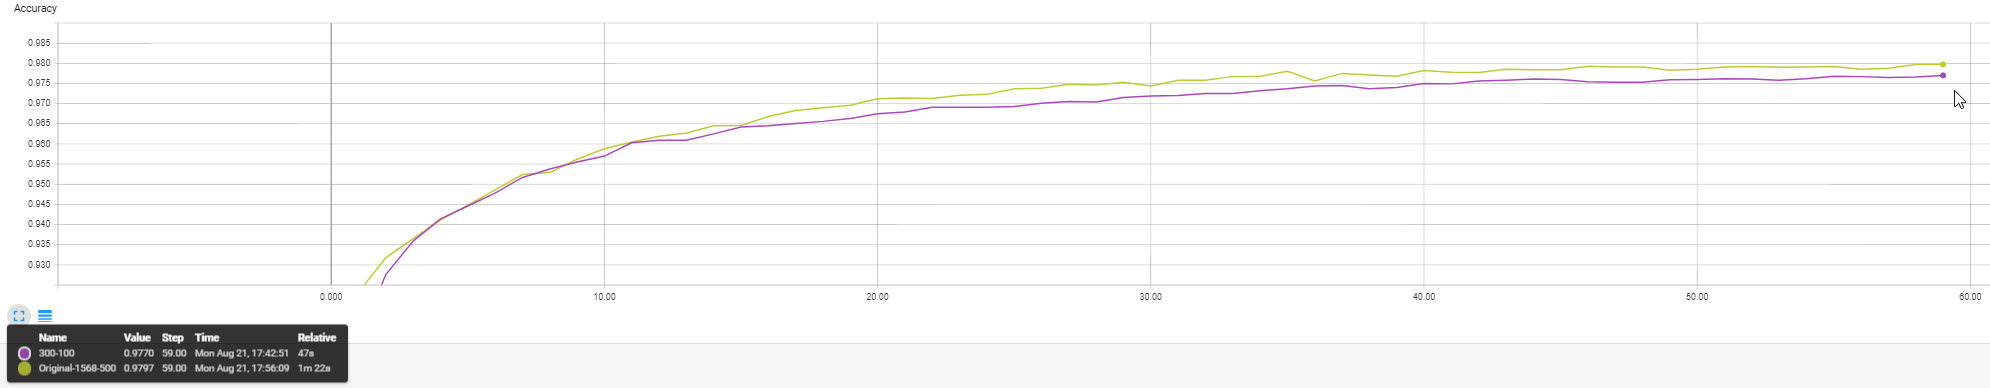 Accuracy
0.985
0.980
0.975
0.970
0.965
0.960
0.955
0.950
0.945
0.940
0.935
0.930
0.000 10.00 20.00 30.00 40.00 50.00 60.00
Name Value Step Time Relative
300-100 0.9770 59.00 Mon Aug 21, 17:42:51 47s
Original-1568-500 0.9797 59.00 Mon Aug 21, 17:56:09 1m 22s